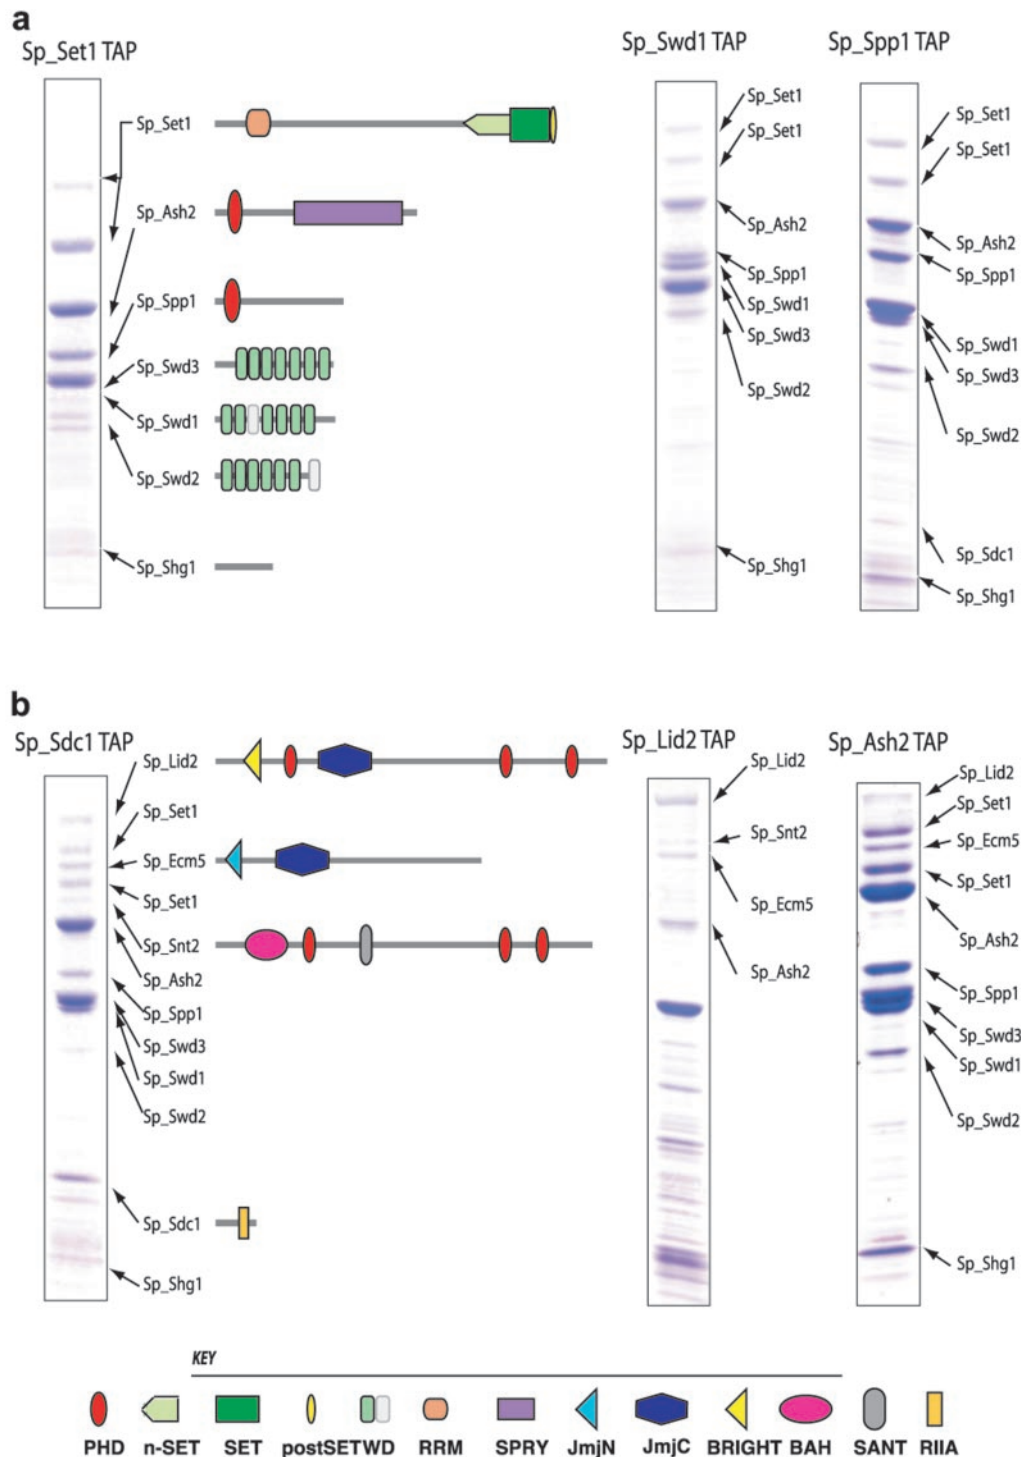 a
Sp_Set1 TAP
Sp_Set1
Sp_Ash2
Sp_Spp1
Sp_Swd3
Sp_Swd1
Sp_Swd2
Sp_Shg1
Sp_Swd1 TAP
Sp_Set1
Sp_Set1
Sp_Ash2
Sp_Spp1
Sp_Swd1
Sp_Swd3
Sp_Swd2
Sp_Shg1
Sp_Spp1 TAP
Sp_Set1
Sp_Set1
Sp_Ash2
Sp_Spp1
Sp_Swd1
Sp_Swd3
Sp_Swd2
Sp_Sdc1
Sp_Shg1
b
Sp_Sdc1 TAP
Sp_Lid2
Sp_Set1
Sp_Ecm5
Sp_Set1
Sp_Snt2
Sp_Ash2
Sp_Spp1
Sp_Swd3
Sp_Swd1
Sp_Swd2
Sp_Sdc1
Sp_Shg1
Sp_Lid2 TAP
Sp_Lid2
Sp_Snt2
Sp_Ecm5
Sp_Ash2
Sp_Ash2 TAP
Sp_Lid2
Sp_Set1
Sp_Ecm5
Sp_Set1
Sp_Ash2
Sp_Spp1
Sp_Swd3
Sp_Swd1
Sp_Swd2
Sp_Shg1
KEY
PHD n-SET SET postSET WD RRM SPRY JmjN JmjC BRIGHT BAH SANT RIIA